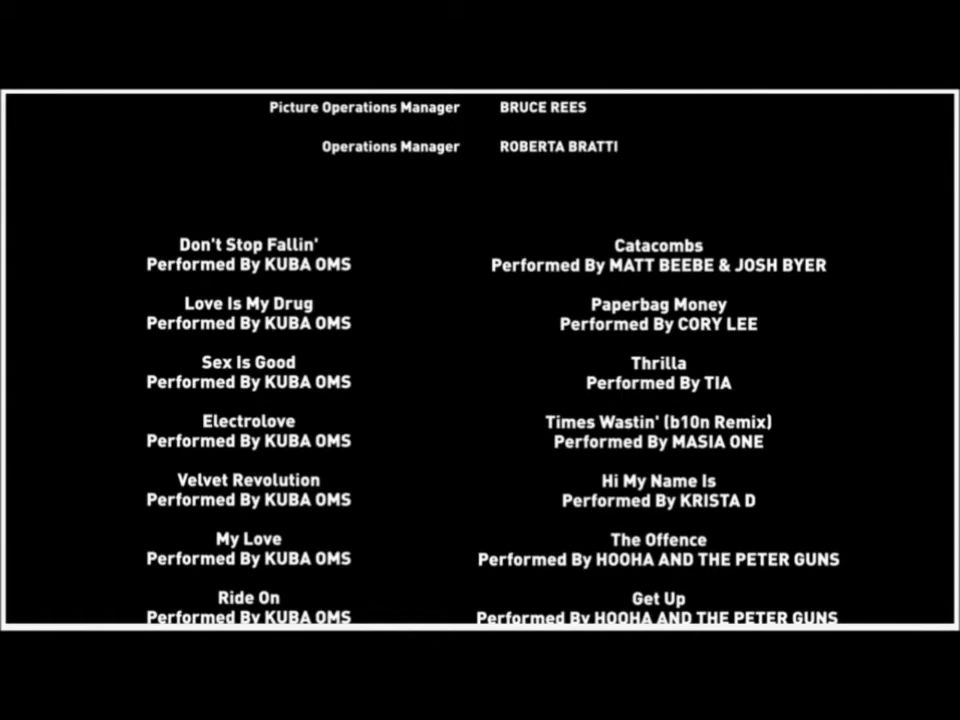 Picture Operations Manager BRUCE REES
Operations Manager ROBERTA BRATTI
Don't Stop Fallin'
Performed By KUBA OMS
Love Is My Drug
Performed By KUBA OMS
Sex Is Good
Performed By KUBA OMS
Electrolove
Performed By KUBA OMS
Velvet Revolution
Performed By KUBA OMS
My Love
Performed By KUBA OMS
Ride On
Performed By KUBA OMS
Catacombs
Performed By MATT BEEBE & JOSH BYER
Paperbag Money
Performed By CORY LEE
Thrilla
Performed By TIA
Times Wastin' (b10n Remix)
Performed By MASIA ONE
Hi My Name Is
Performed By KRISTA D
The Offence
Performed By HOOHA AND THE PETER GUNS
Get Up
Performed By HOOHA AND THE PETER GUNS